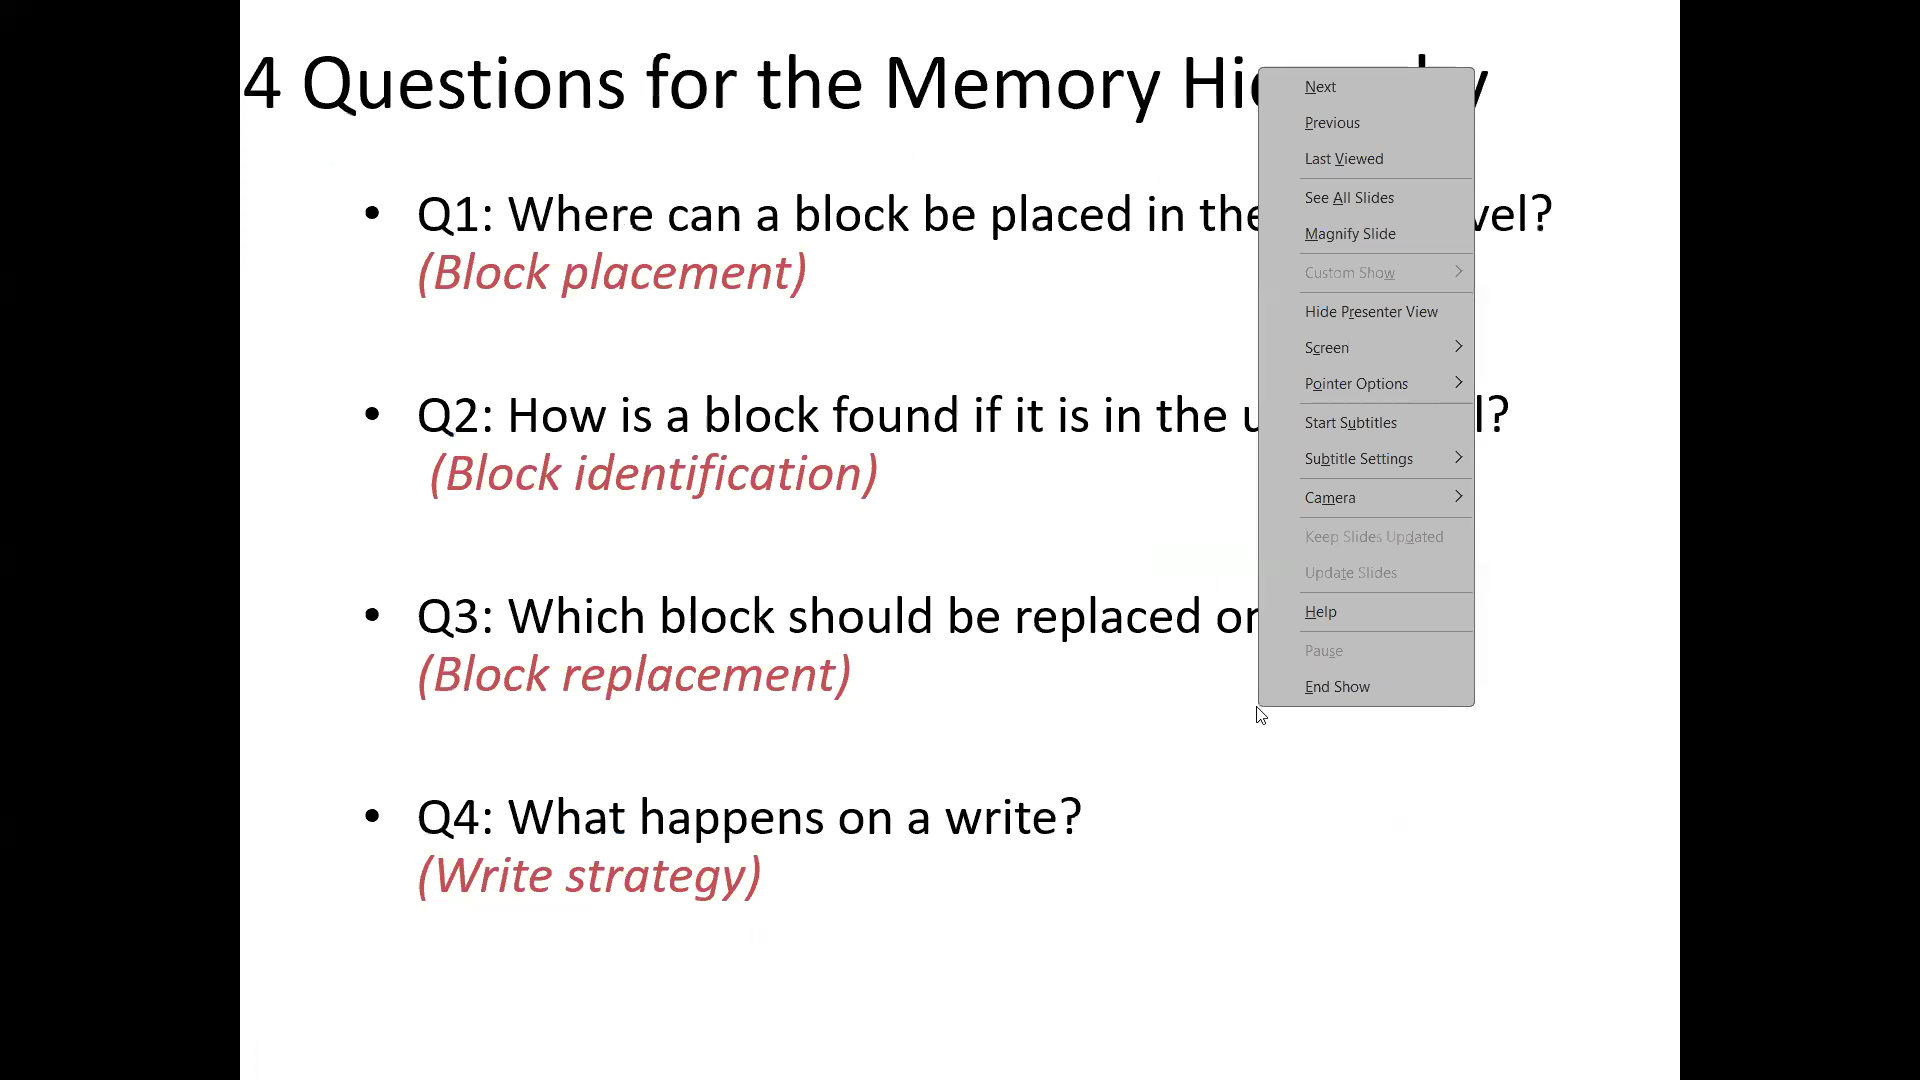 4 Questions for the Memory
• Q1: Where can a block be placed in the
(Block placement)
• Q2: How is a block found if it is in the
(Block identification)
• Q3: Which block should be replaced
(Block replacement)
• Q4: What happens on a write?
(Write strategy)
Next
Previous
Last Viewed
See All Slides
Magnify Slide
Custom Show
Hide Presenter View
Screen
Pointer Options
Start Subtitles
Subtitle Settings
Camera
Keep Slides Updated
Update Slides
Help
Pause
End Show